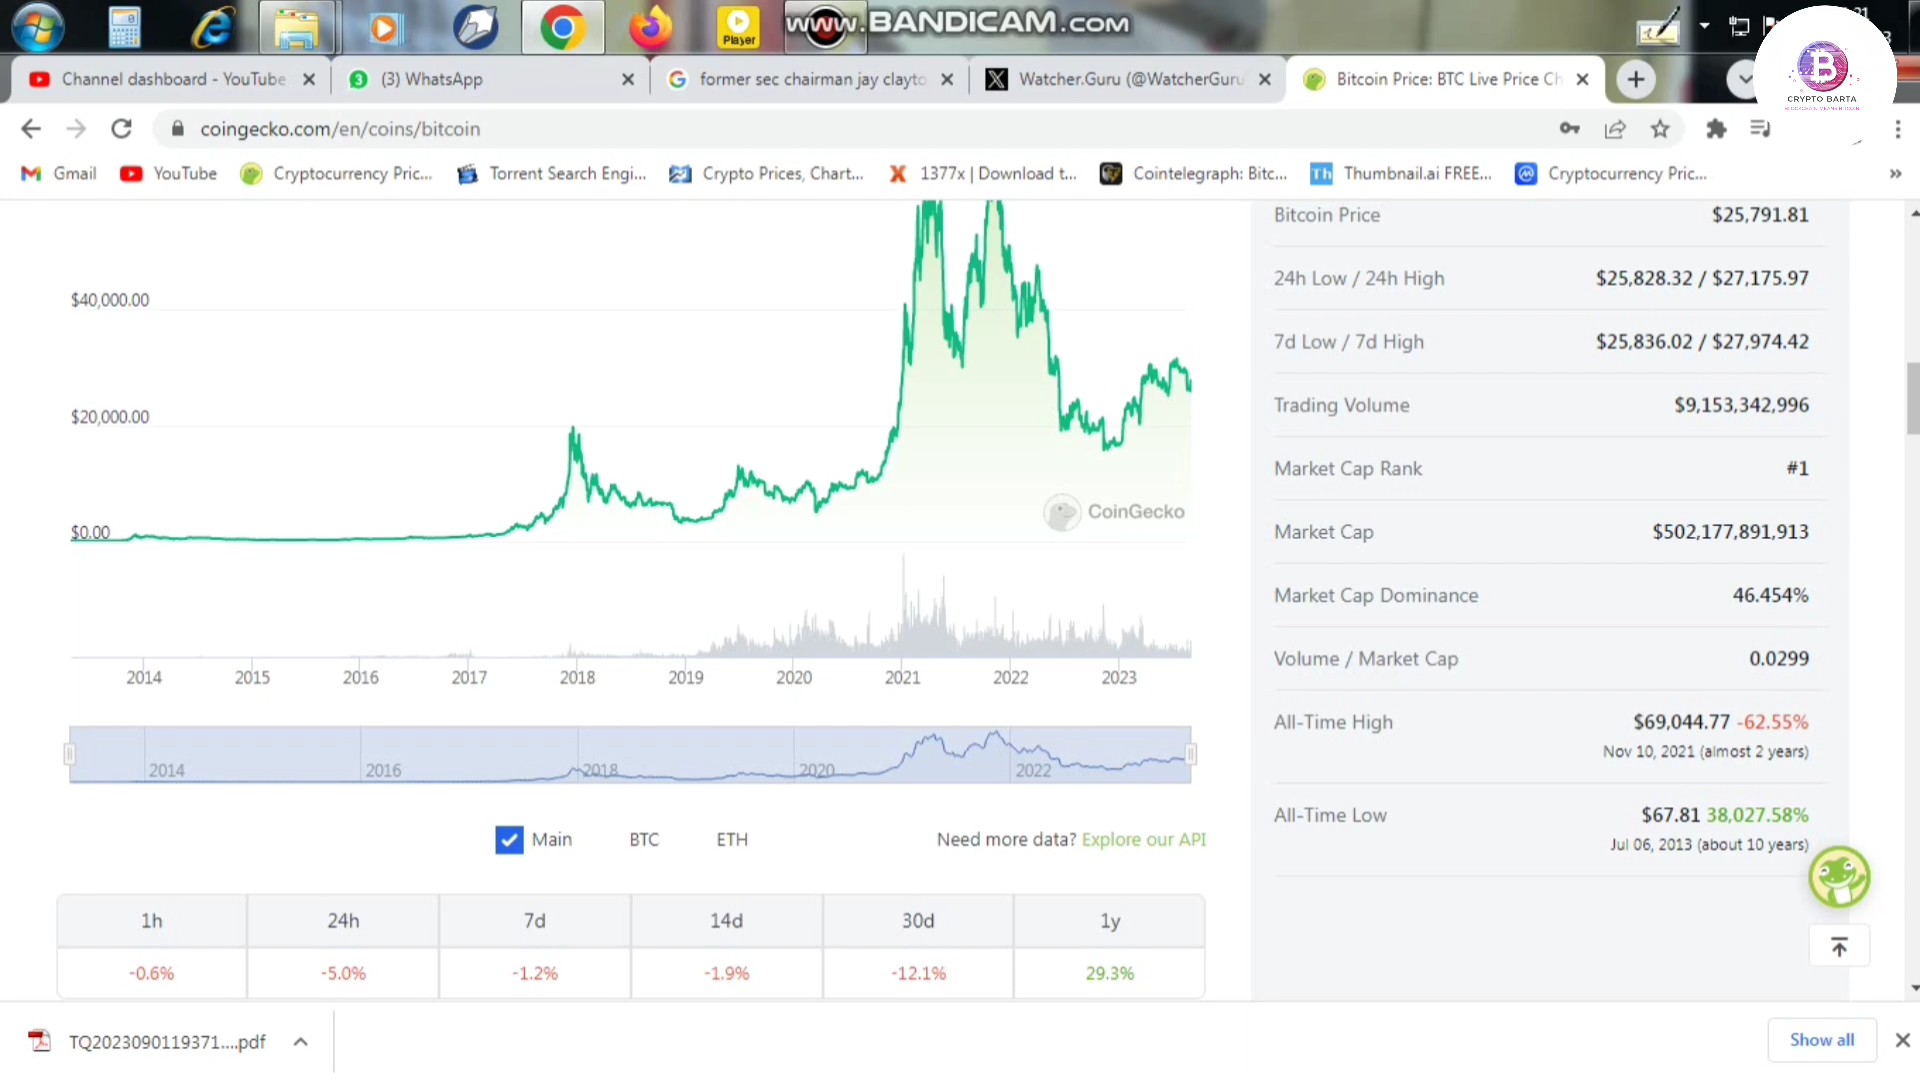 www.BANDICAM.com
Player
Channel dashboard - YouTube
3
(3) WhatsApp
former sec chairman jay clayto
Watcher.Guru (@WatcherGuru
Bitcoin Price: BTC Live Price Ch
CRYPTO BARTA
coingecko.com/en/coins/bitcoin
Gmail
YouTube
Cryptocurrency Pric...
Torrent Search Engi...
Crypto Prices, Chart...
1377x | Download t...
Cointelegraph: Bitc...
Th
Thumbnail.ai FREE...
Cryptocurrency Pric...
$40,000.00
$20,000.00
$0.00
CoinGecko
2014 2015 2016 2017 2018 2019 2020 2021 2022 2023
2014 2016 2018 2020 2022
Main BTC ETH
Need more data? Explore our API
1h 24h 7d 14d 30d 1y
-0.6% -5.0% -1.2% -1.9% -12.1% 29.3%
Bitcoin Price $25,791.81
24h Low / 24h High $25,828.32 / $27,175.97
7d Low / 7d High $25,836.02 / $27,974.42
Trading Volume $9,153,342,996
Market Cap Rank #1
Market Cap $502,177,891,913
Market Cap Dominance 46.454%
Volume / Market Cap 0.0299
All-Time High $69,044.77 -62.55%
Nov 10, 2021 (almost 2 years)
All-Time Low $67.81 38,027.58%
Jul 06, 2013 (about 10 years)
TQ2023090119371....pdf
Show all